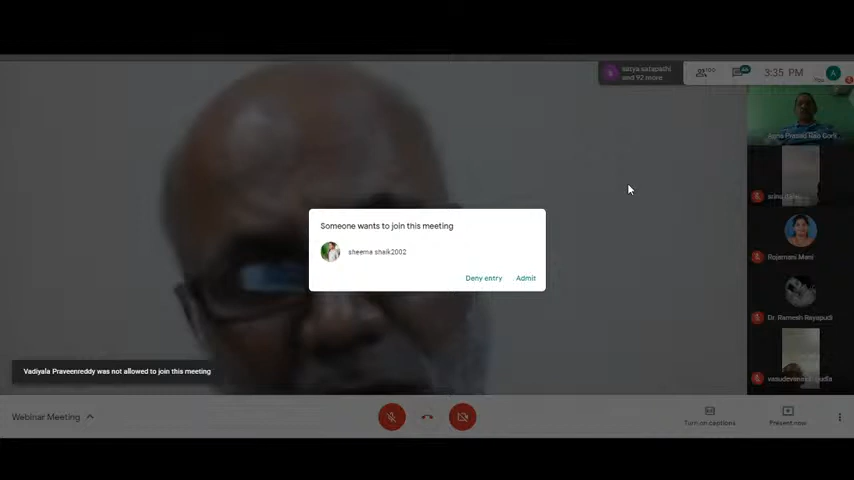 satya satapathi
and 92 more
100
3:35 PM
You
A
Someone wants to join this meeting
sheema shaik2002
Deny entry
Admit
Rajamani Mani
Dr. Ramesh Rayapudi
Vadiyala Praveenreddy was not allowed to join this meeting
Webinar Meeting
Turn on captions
Present now